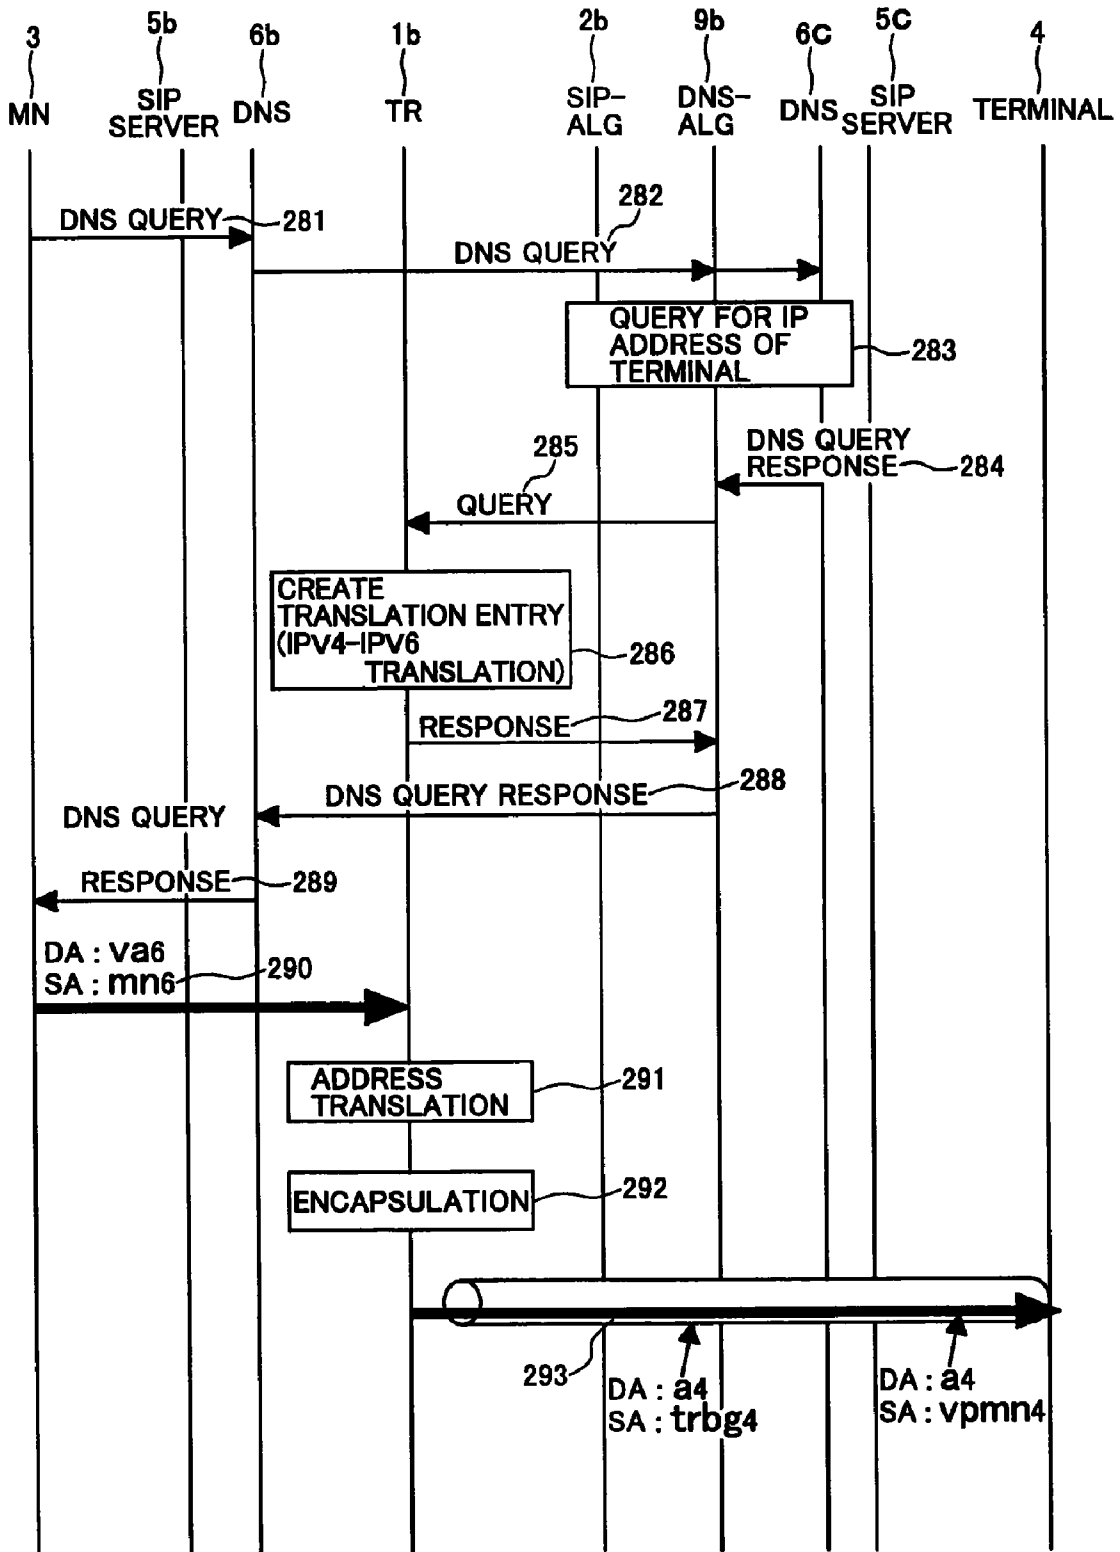 3
5b
6b
1b
2b
9b
6C
5C
4
MN
SIP
SERVER
DNS
TR
SIP-
ALG
DNS-
ALG
DNS
SIP
SERVER
TERMINAL
DNS QUERY 281
282
DNS QUERY
QUERY FOR IP
ADDRESS OF
TERMINAL
283
DNS QUERY
RESPONSE 284
285
QUERY
CREATE
TRANSLATION ENTRY
(IPV4-IPV6
TRANSLATION)
286
RESPONSE 287
DNS QUERY RESPONSE 288
DNS QUERY
RESPONSE 289
DA : va6
SA : mn6 290
ADDRESS
TRANSLATION
291
ENCAPSULATION 292
293
DA : a4
SA : trbg4
DA : a4
SA : vpmn4